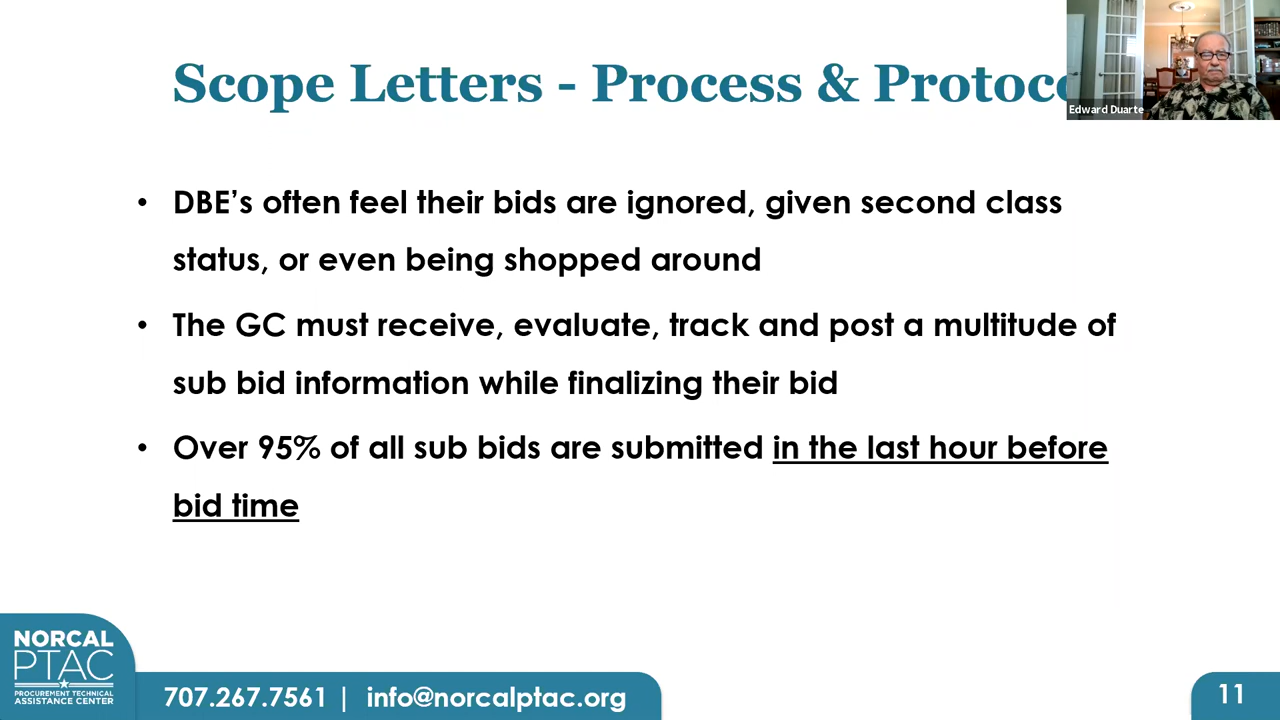 Scope Letters - Process & Protoco
Edward Duarte
• DBE's often feel their bids are ignored, given second class
status, or even being shopped around
• The GC must receive, evaluate, track and post a multitude of
sub bid information while finalizing their bid
• Over 95% of all sub bids are submitted in the last hour before
bid time
NORCAL
PTAC
PROCUREMENT TECHNICAL
ASSISTANCE CENTER
707.267.7561 | info@norcalptac.org
11